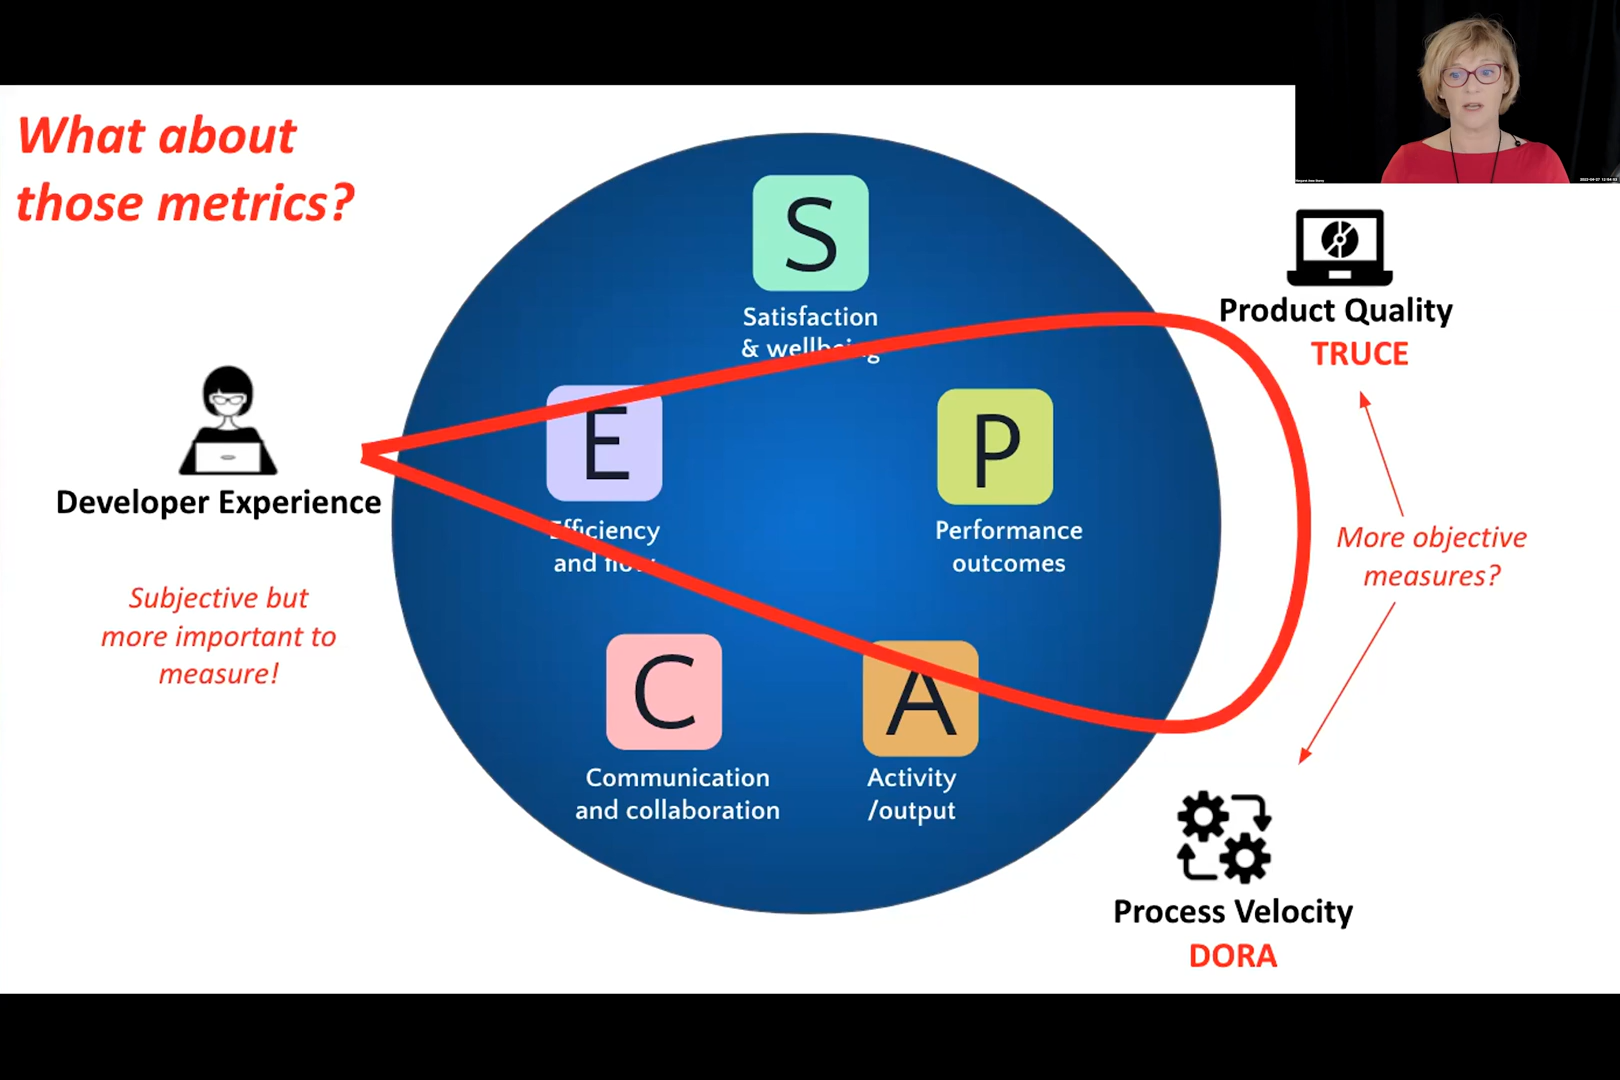 What about
those metrics?
S
Satisfaction
& wellbeing
E
Efficiency
and flow
P
Performance
outcomes
C
Communication
and collaboration
A
Activity
/output
Developer Experience
Subjective but
more important to
measure!
Product Quality
TRUCE
More objective
measures?
Process Velocity
DORA